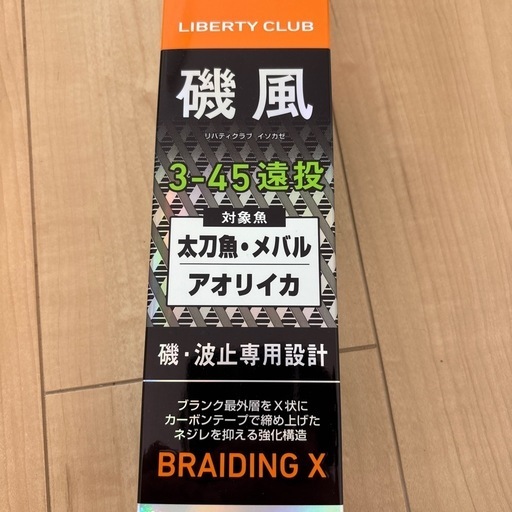 LIBERTY CLUB
磯風
リバティクラブ イソカゼ
3-45遠投
対象魚
太刀魚・メバル
アオリイカ
磯・波止専用設計
ブランク最外層をX状に
カーボンテープで締め上げた
ネジレを抑える強化構造
BRAIDING X